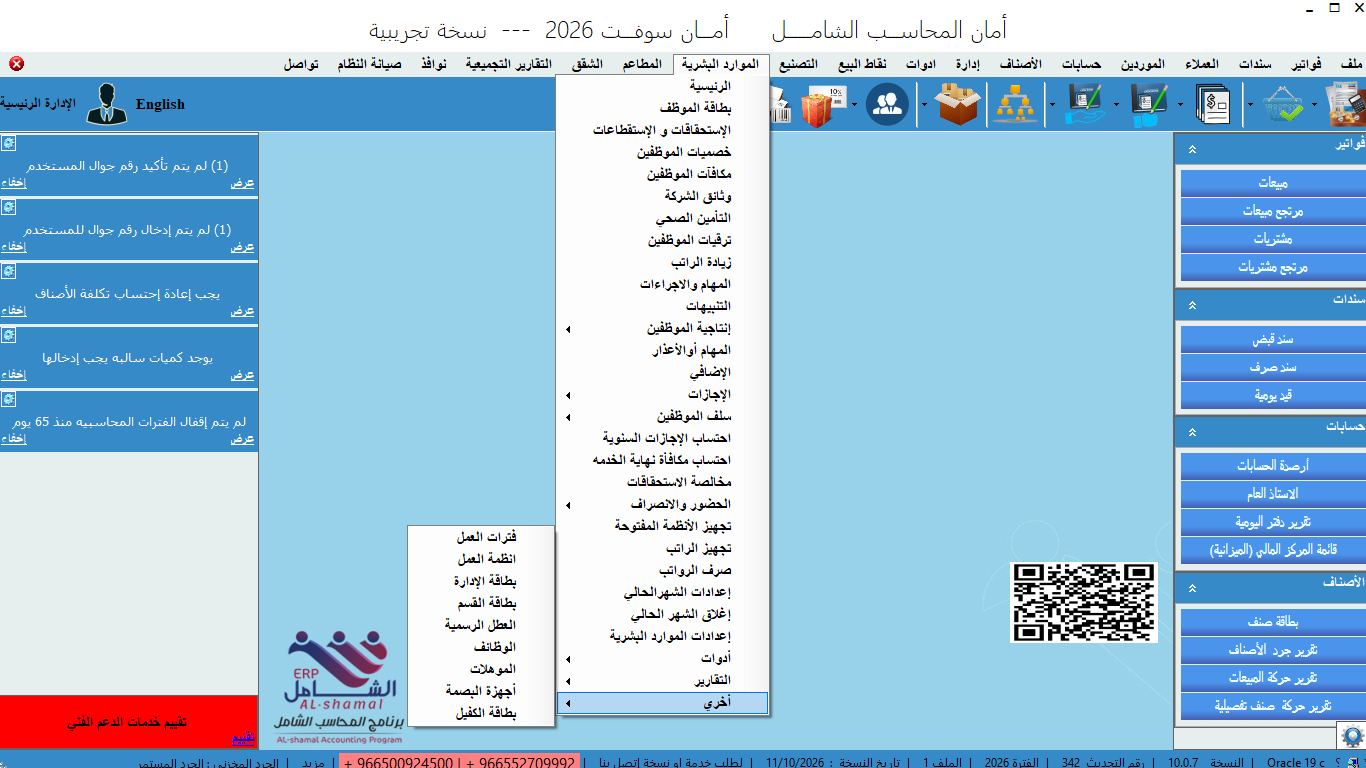 أمان المحاسب الشامل أمان سوفت 2026 --- نسخة تجريبية
ملف فواتير سندات العملاء الموردين حسابات الأصناف إدارة ادوات نقاط البيع التصنيع الموارد البشرية المطاعم الشقق التقارير التجميعية نوافذ صيانة النظام تواصل
English
الإدارة الرئيسية
فواتير
مبيعات
مرتجع مبيعات
مشتريات
مرتجع مشتريات
سندات
سند قبض
سند صرف
قيد يومية
حسابات
أرصدة الحسابات
الاستاذ العام
تقرير دفتر اليومية
قائمة المركز المالي (الميزانية)
الأصناف
بطاقة صنف
تقرير جرد الأصناف
تقرير حركة المبيعات
تقرير حركة صنف تفصيلية
الرئيسية
بطاقة الموظف
الإستحقاقات و الإستقطاعات
خصميات الموظفين
مكافآت الموظفين
وثائق الشركة
التأمين الصحي
ترقيات الموظفين
زيادة الراتب
المهام والاجراءات
التنبيهات
إنتاجية الموظفين
المهام أوالأعذار
الإضافي
الإجازات
سلف الموظفين
احتساب الإجازات السنوية
احتساب مكافأة نهاية الخدمه
مخالصة الاستحقاقات
الحضور والانصراف
تجهيز الأنظمة المفتوحة
تجهيز الراتب
صرف الرواتب
إعدادات الشهرالحالي
إغلاق الشهر الحالي
إعدادات الموارد البشرية
أدوات
التقارير
أخري
فترات العمل
انظمة العمل
بطاقة الإدارة
بطاقة القسم
العطل الرسمية
الوظائف
الموهلات
أجهزة البصمة
بطاقة الكفيل
(1) لم يتم تأكيد رقم جوال المستخدم
عرض إخفاء
(1) لم يتم إدخال رقم جوال للمستخدم
عرض إخفاء
يجب إعادة إحتساب تكلفة الأصناف
عرض إخفاء
يوجد كميات سالبه يجب إدخالها
عرض إخفاء
لم يتم إقفال الفترات المحاسبيه منذ 65 يوم
عرض إخفاء
تقييم خدمات الدعم الفني
تقييم
ERP
الشامل
AL-shamal
برنامج المحاسب الشامل
AL-shamal Accounting Program
Oracle 19 c | النسخة 10.0.7 | رقم التحديث 342 | الفترة 2026 | الملف 1 | تاريخ النسخة : 11/10/2026 | لطلب خدمة او نسخة إتصل بنا | + 966500924500 | + 966552709992 | مزيد | الجرد المخزني : الجرد المستمر